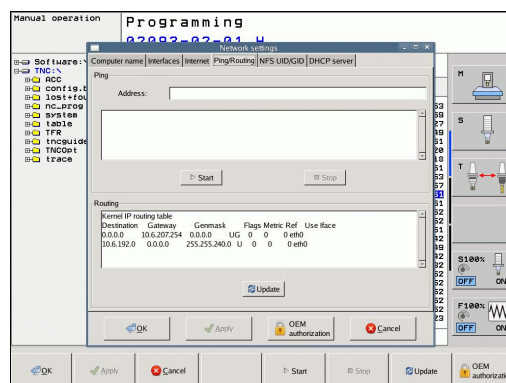 Manual operation
Programming
02083-02-01 H
Network settings
Computer name Interfaces Internet Ping/Routing NFS UID/GID DHCP server
Software:
TNC:\
ACC
config.b
lost+fou
nc_prog
system
table
TFR
tncguide
TNCOpt
trace
Ping
Address:
Start
Stop
Routing
Kernel IP routing table
Destination Gateway Genmask Flags Metric Ref Use Iface
0.0.0.0 10.6.207.254 0.0.0.0 UG 0 0 0 eth0
10.6.192.0 0.0.0.0 255.255.240.0 U 0 0 0 eth0
Update
OK
Apply
OEM authorization
Cancel
M
S
T
S100%
OFF ON
F100%
OFF ON
OK
Apply
Cancel
Start
Stop
Update
OEM
authorizati